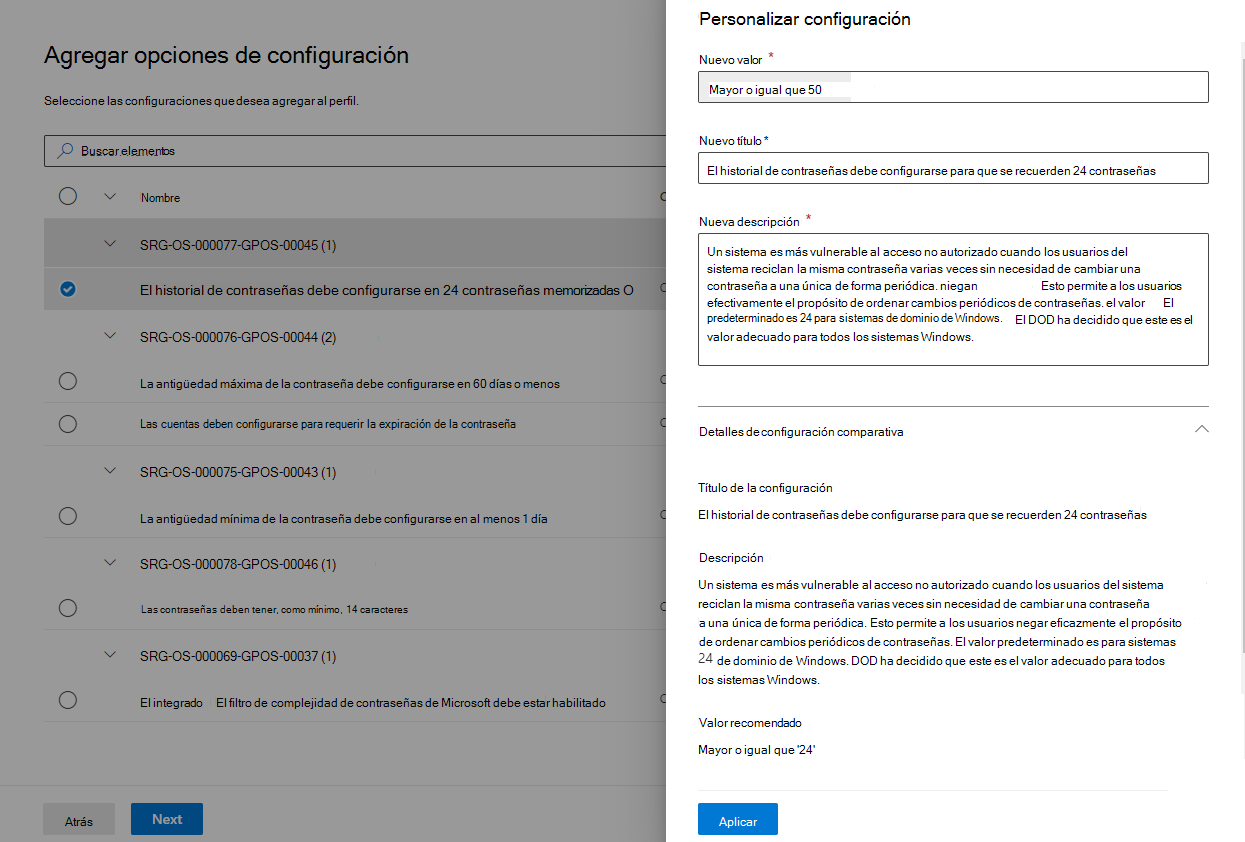 Agregar opciones de configuración
Seleccione las configuraciones que desea agregar al perfil.
Buscar elementos
Nombre
SRG-OS-000077-GPOS-00045 (1)
El historial de contraseñas debe configurarse en 24 contraseñas memorizadas O
SRG-OS-000076-GPOS-00044 (2)
La antigüedad máxima de la contraseña debe configurarse en 60 días o menos
Las cuentas deben configurarse para requerir la expiración de la contraseña
SRG-OS-000075-GPOS-00043 (1)
La antigüedad mínima de la contraseña debe configurarse en al menos 1 día
SRG-OS-000078-GPOS-00046 (1)
Las contraseñas deben tener, como mínimo, 14 caracteres
SRG-OS-000069-GPOS-00037 (1)
El integrado El filtro de complejidad de contraseñas de Microsoft debe estar habilitado
Atrás
Next
Personalizar configuración
Nuevo valor *
Mayor o igual que 50
Nuevo título *
El historial de contraseñas debe configurarse para que se recuerden 24 contraseñas
Nueva descripción *
Un sistema es más vulnerable al acceso no autorizado cuando los usuarios del
sistema reciclan la misma contraseña varias veces sin necesidad de cambiar una
contraseña a una única de forma periódica. niegan Esto permite a los usuarios
efectivamente el propósito de ordenar cambios periódicos de contraseñas. el valor El
predeterminado es 24 para sistemas de dominio de Windows. El DOD ha decidido que este es el
valor adecuado para todos los sistemas Windows.
Detalles de configuración comparativa
Título de la configuración
El historial de contraseñas debe configurarse para que se recuerden 24 contraseñas
Descripción
Un sistema es más vulnerable al acceso no autorizado cuando los usuarios del sistema
reciclan la misma contraseña varias veces sin necesidad de cambiar una contraseña
a una única de forma periódica. Esto permite a los usuarios negar eficazmente el propósito
de ordenar cambios periódicos de contraseñas. El valor predeterminado es para sistemas
24 de dominio de Windows. DOD ha decidido que este es el valor adecuado para todos
los sistemas Windows.
Valor recomendado
Mayor o igual que '24'
Aplicar